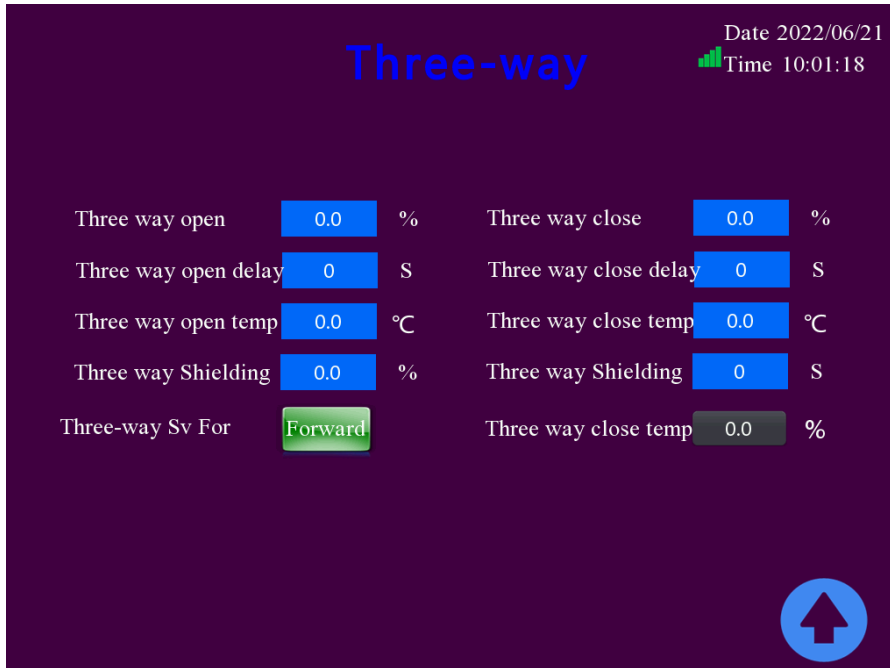 Date 2022/06/21
Three-way
Time 10:01:18
Three way open 0.0 % Three way close 0.0 %
Three way open delay 0 S Three way close delay 0 S
Three way open temp 0.0 ℃ Three way close temp 0.0 ℃
Three way Shielding 0.0 % Three way Shielding 0 S
Three-way Sv For Forward Three way close temp 0.0 %